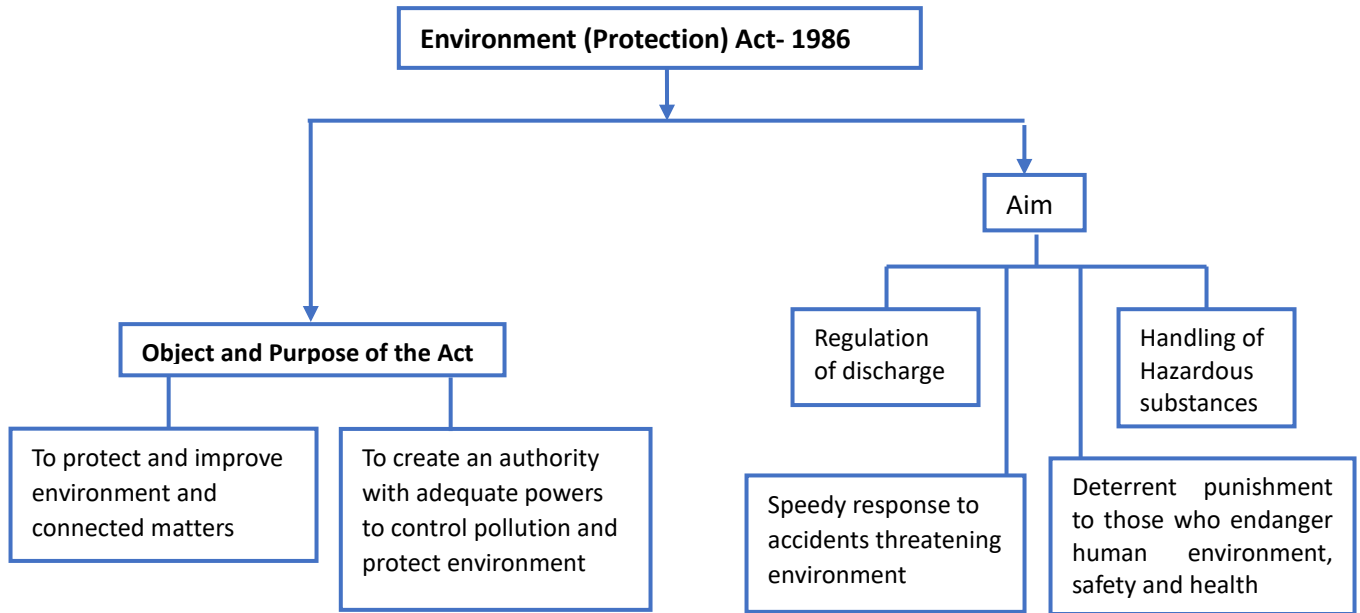 Environment (Protection) Act- 1986
Aim
Object and Purpose of the Act
To protect and improve
environment and
connected matters
To create an authority
with adequate powers
to control pollution and
protect environment
Regulation
of discharge
Speedy response to
accidents threatening
environment
Deterrent punishment
to those who endanger
human environment,
safety and health
Handling of
Hazardous
substances